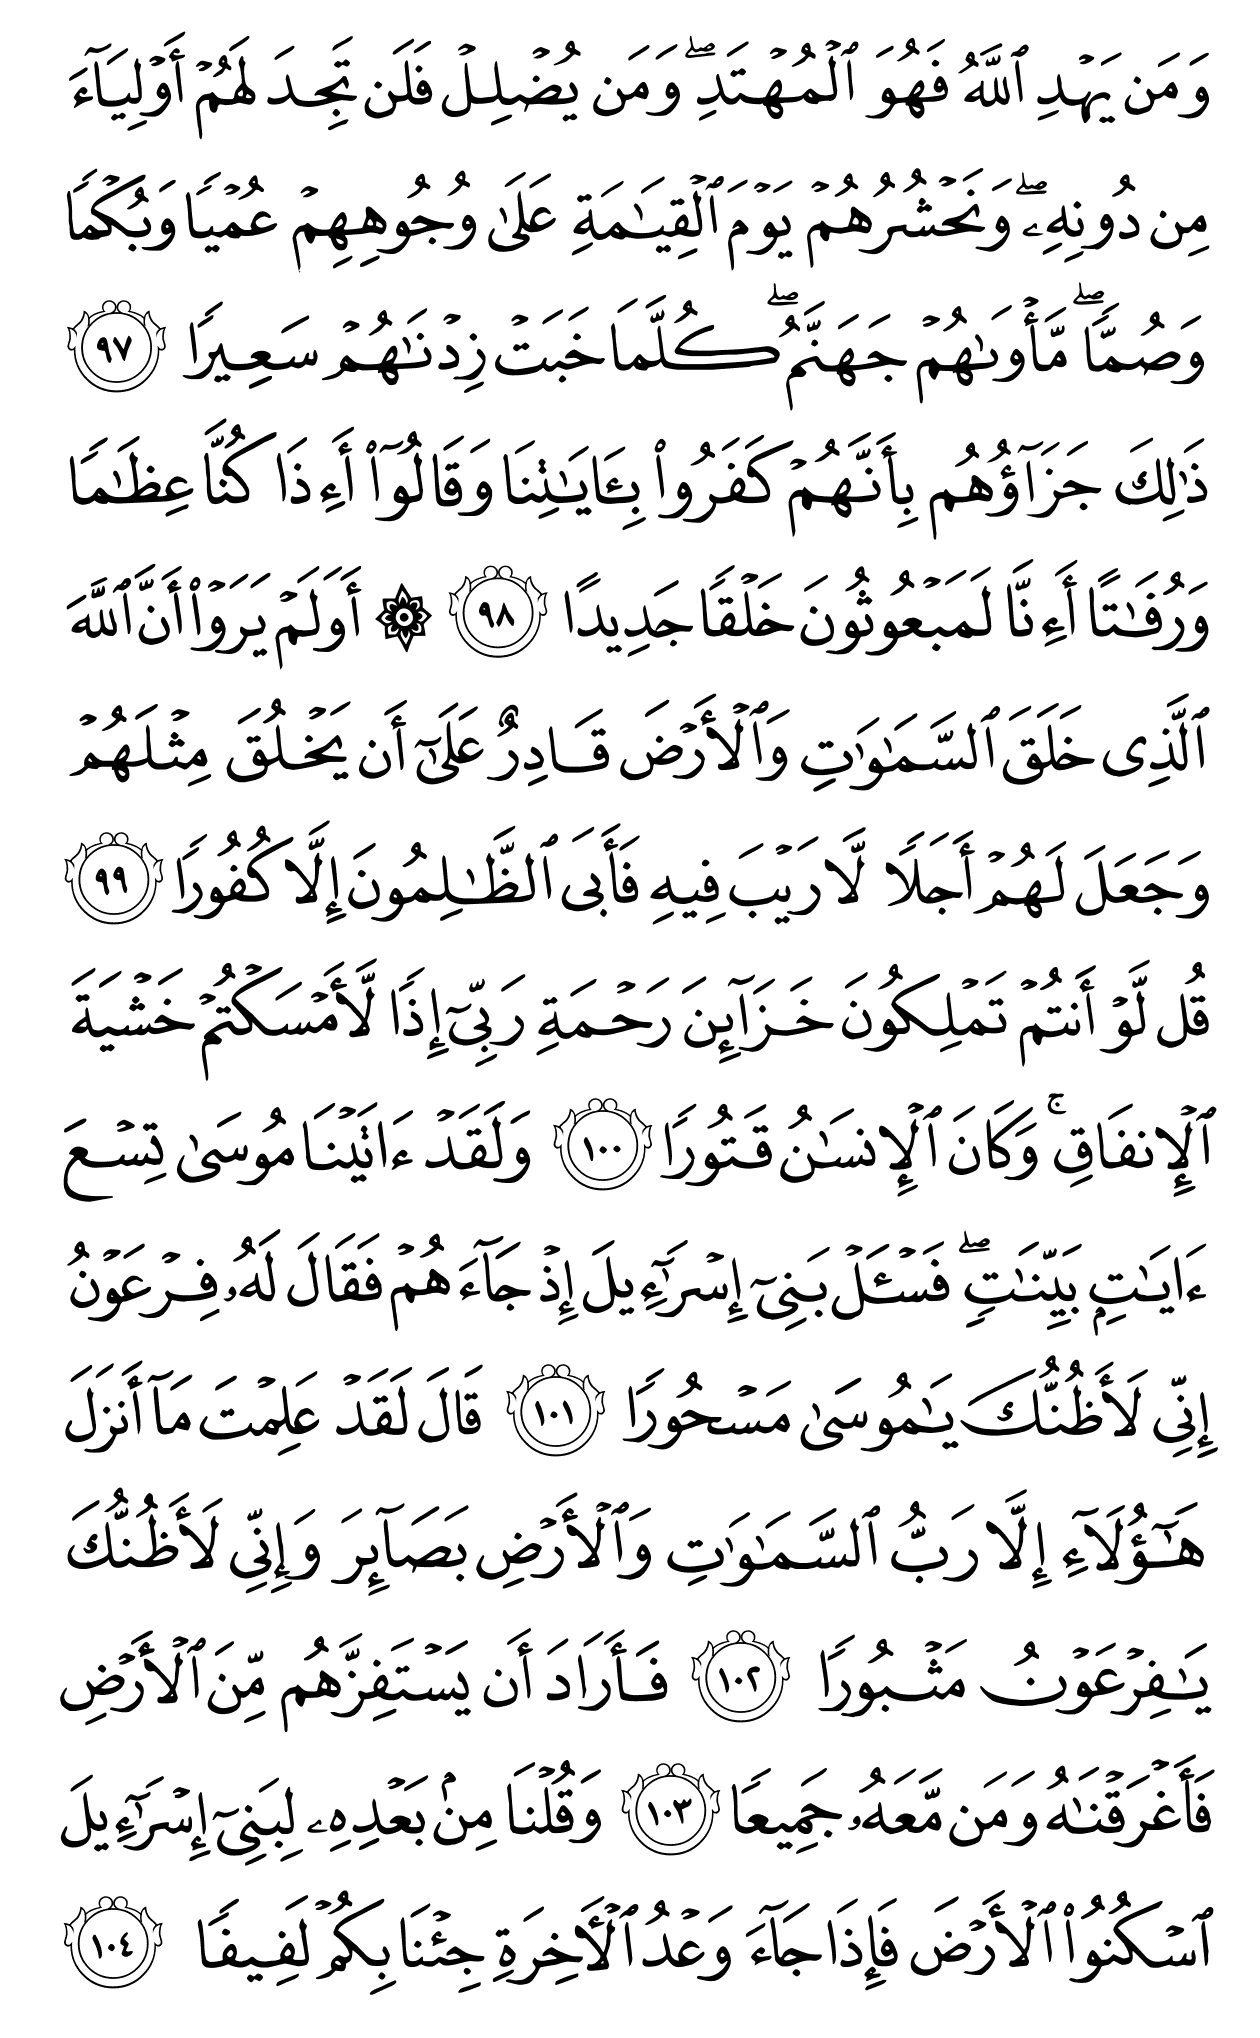 وَمَن يَهۡدِ ٱللَّهُ فَهُوَ ٱلۡمُهۡتَدِۖ وَمَن يُضۡلِلۡ فَلَن تَجِدَ لَهُمۡ أَوۡلِيَآءَ
مِن دُونِهِۦۖ وَنَحۡشُرُهُمۡ يَوۡمَ ٱلۡقِيَٰمَةِ عَلَىٰ وُجُوهِهِمۡ عُمۡيًا وَبُكۡمًا
وَصُمًّاۖ مَّأۡوَىٰهُمۡ جَهَنَّمُۖ كُلَّمَا خَبَتۡ زِدۡنَٰهُمۡ سَعِيرًا ٩٧
ذَٰلِكَ جَزَآؤُهُم بِأَنَّهُمۡ كَفَرُواْ بِـَٔايَٰتِنَا وَقَالُوٓاْ أَءِذَا كُنَّا عِظَٰمًا
وَرُفَٰتًا أَءِنَّا لَمَبۡعُوثُونَ خَلۡقًا جَدِيدًا ٩٨ ۞ أَوَلَمۡ يَرَوۡاْ أَنَّ ٱللَّهَ
ٱلَّذِي خَلَقَ ٱلسَّمَٰوَٰتِ وَٱلۡأَرۡضَ قَادِرٌ عَلَىٰٓ أَن يَخۡلُقَ مِثۡلَهُمۡ
وَجَعَلَ لَهُمۡ أَجَلًا لَّا رَيۡبَ فِيهِ فَأَبَى ٱلظَّٰلِمُونَ إِلَّا كُفُورًا ٩٩
قُل لَّوۡ أَنتُمۡ تَمۡلِكُونَ خَزَآئِنَ رَحۡمَةِ رَبِّيٓ إِذًا لَّأَمۡسَكۡتُمۡ خَشۡيَةَ
ٱلۡإِنفَاقِۚ وَكَانَ ٱلۡإِنسَٰنُ قَتُورًا ١٠٠ وَلَقَدۡ ءَاتَيۡنَا مُوسَىٰ تِسۡعَ
ءَايَٰتِۭ بَيِّنَٰتٍۖ فَسۡـَٔلۡ بَنِيٓ إِسۡرَٰٓءِيلَ إِذۡ جَآءَهُمۡ فَقَالَ لَهُۥ فِرۡعَوۡنُ
إِنِّي لَأَظُنُّكَ يَٰمُوسَىٰ مَسۡحُورًا ١٠١ قَالَ لَقَدۡ عَلِمۡتَ مَآ أَنزَلَ
هَٰٓؤُلَآءِ إِلَّا رَبُّ ٱلسَّمَٰوَٰتِ وَٱلۡأَرۡضِ بَصَآئِرَ وَإِنِّي لَأَظُنُّكَ
يَٰفِرۡعَوۡنُ مَثۡبُورًا ١٠٢ فَأَرَادَ أَن يَسۡتَفِزَّهُم مِّنَ ٱلۡأَرۡضِ
فَأَغۡرَقۡنَٰهُ وَمَن مَّعَهُۥ جَمِيعًا ١٠٣ وَقُلۡنَا مِنۢ بَعۡدِهِۦ لِبَنِيٓ إِسۡرَٰٓءِيلَ
ٱسۡكُنُواْ ٱلۡأَرۡضَ فَإِذَا جَآءَ وَعۡدُ ٱلۡأٓخِرَةِ جِئۡنَا بِكُمۡ لَفِيفًا ١٠٤